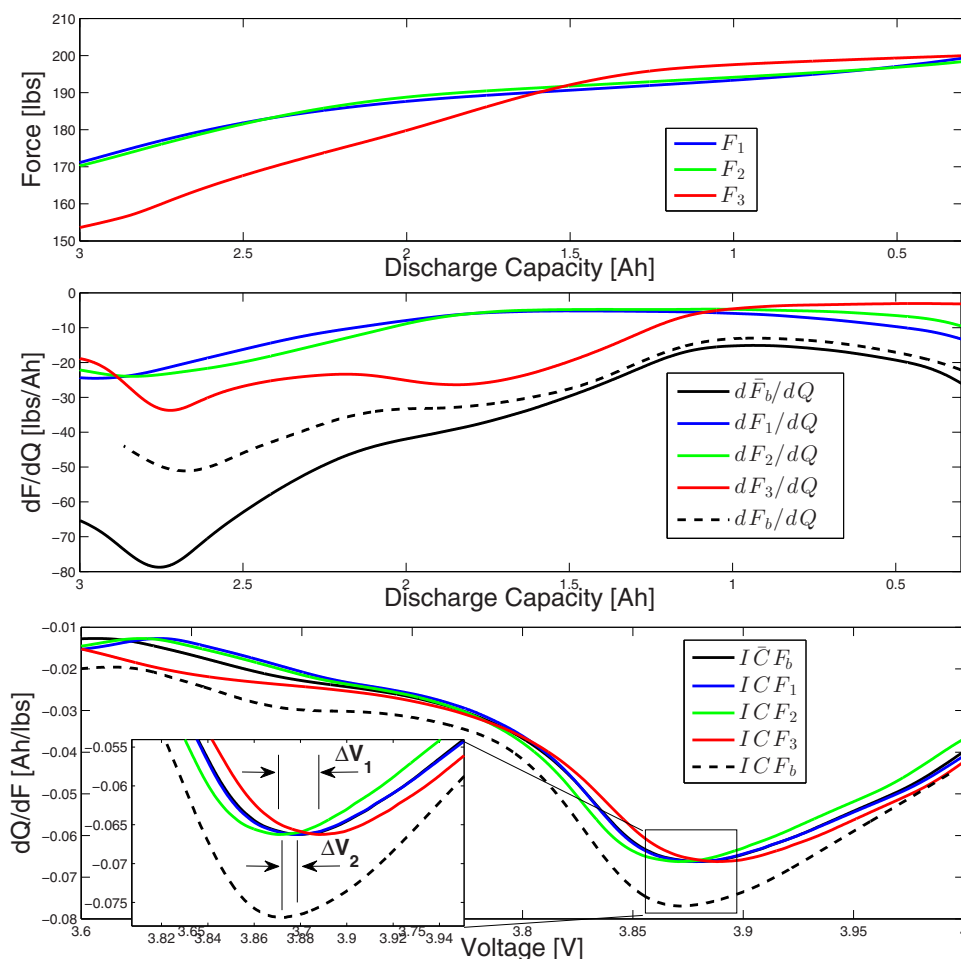 210
200
190
180
170
160
150
Force [lbs]
F1
F2
F3
3 2.5 2 1.5 1 0.5
Discharge Capacity [Ah]
0
−10
−20
−30
−40
−50
−60
−70
−80
dF/dQ [lbs/Ah]
dF̄b/dQ
dF1/dQ
dF2/dQ
dF3/dQ
dFb/dQ
3 2.5 2 1.5 1 0.5
Discharge Capacity [Ah]
−0.01
−0.02
−0.03
−0.04
−0.05
−0.06
−0.07
−0.08
dQ/dF [Ah/lbs]
IC̄Fb
ICF1
ICF2
ICF3
ICFb
−0.055
−0.06
−0.065
−0.07
−0.075
ΔV1
ΔV2
3.82 3.84 3.86 3.88 3.9 3.92 3.94
3.6 3.65 3.7 3.75 3.8 3.85 3.9 3.95
Voltage [V]